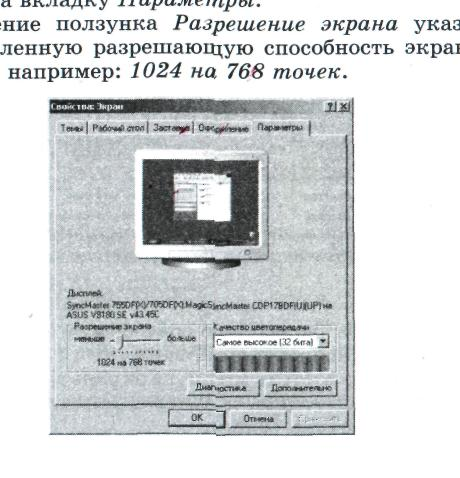 а вкладку Параметры.
ение ползунка Разрешение экрана указ
ленную разрешающую способность экран
например: 1024 на 768 точек.
Свойства: Экран
Темы Рабочий стол Заставка Оформление Параметры
Дисплей:
SyncMaster 755DF(X)/705DF(X),MagicSyncMaster CDP17BDF(U)(UP) на
ASUS V8180 SE v43.45C
Разрешение экрана
Качество цветопередачи
меньше больше
Самое высокое (32 бита)
1024 на 768 точек
Диагностика Дополнительно
OK Отмена Применить